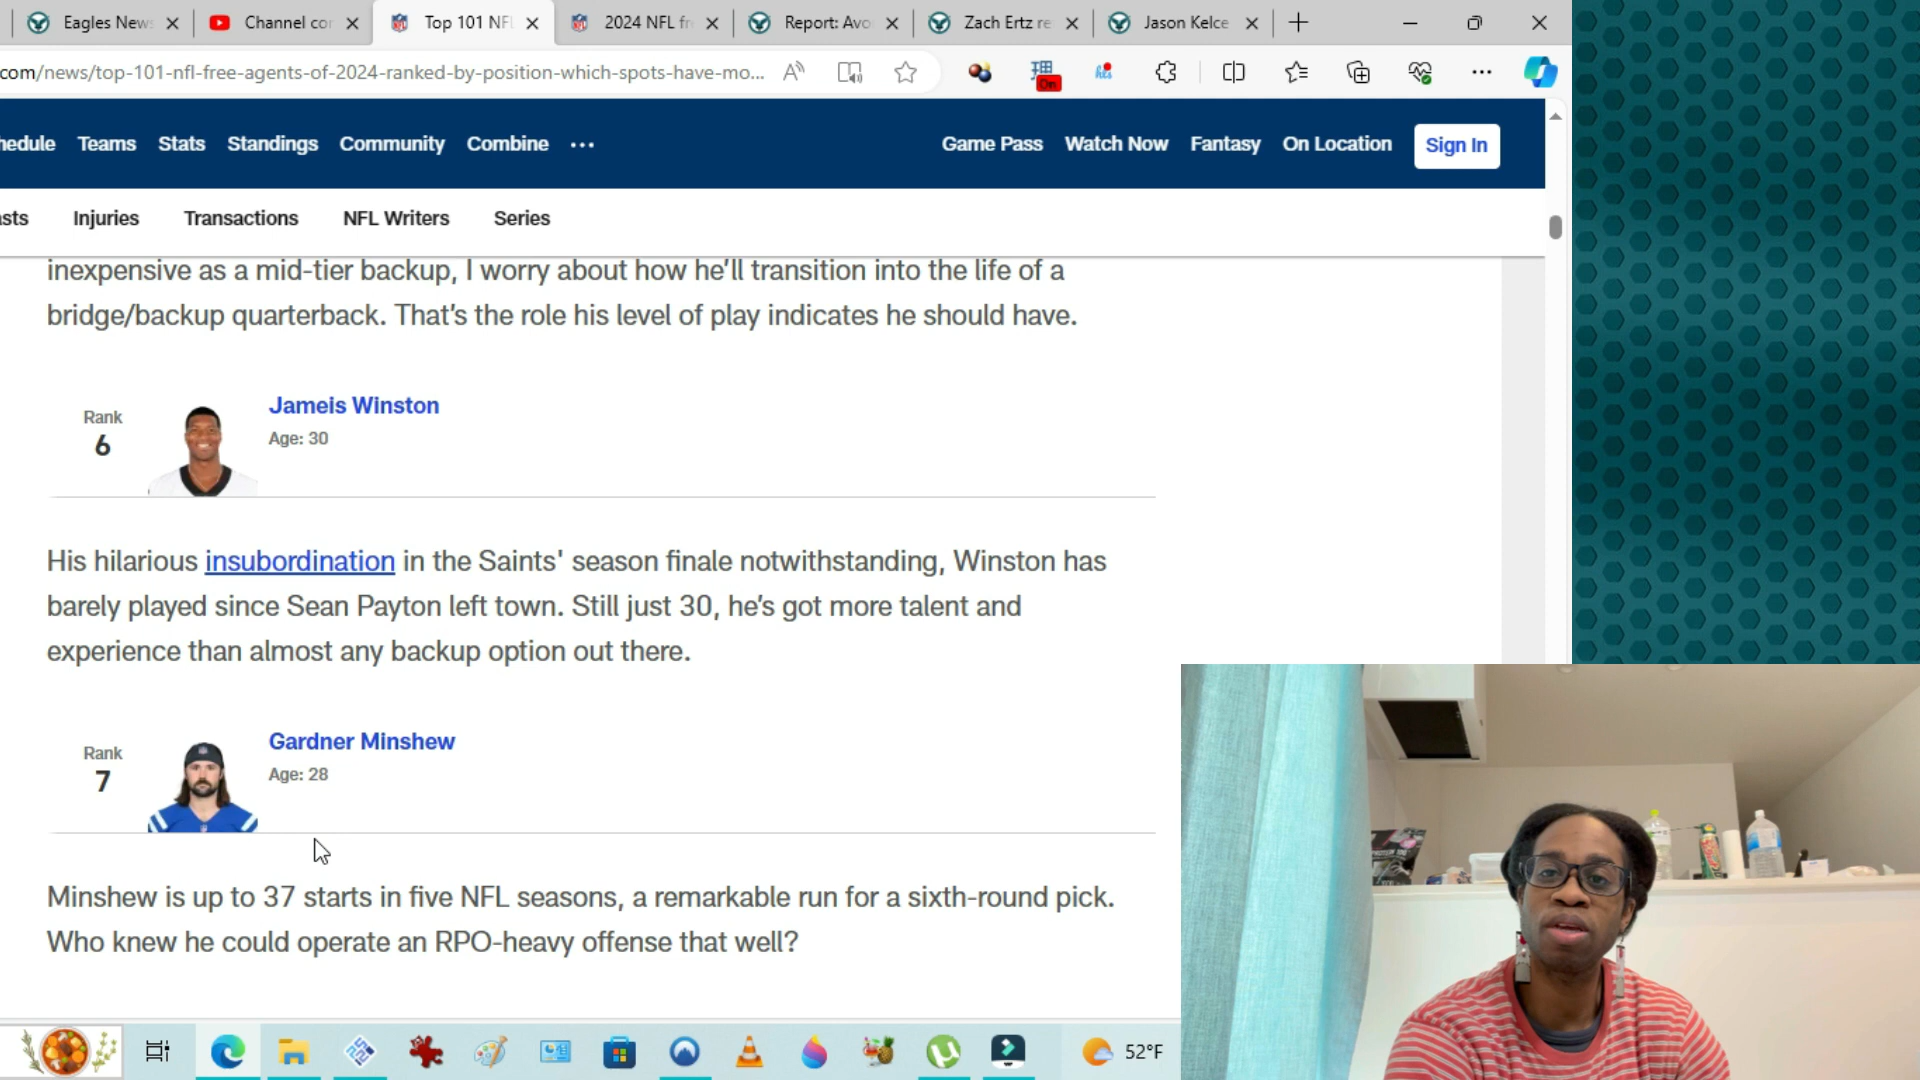 Eagles News
Channel cor
Top 101 NFL
2024 NFL fr
Report: Avo
Zach Ertz re
Jason Kelce
com/news/top-101-nfl-free-agents-of-2024-ranked-by-position-which-spots-have-mo...
On
hedule Teams Stats Standings Community Combine ...
Game Pass Watch Now Fantasy On Location Sign In
asts Injuries Transactions NFL Writers Series
inexpensive as a mid-tier backup, I worry about how he’ll transition into the life of a
bridge/backup quarterback. That’s the role his level of play indicates he should have.
Rank
6
Jameis Winston
Age: 30
His hilarious insubordination in the Saints' season finale notwithstanding, Winston has
barely played since Sean Payton left town. Still just 30, he’s got more talent and
experience than almost any backup option out there.
Rank
7
Gardner Minshew
Age: 28
Minshew is up to 37 starts in five NFL seasons, a remarkable run for a sixth-round pick.
Who knew he could operate an RPO-heavy offense that well?
52°F